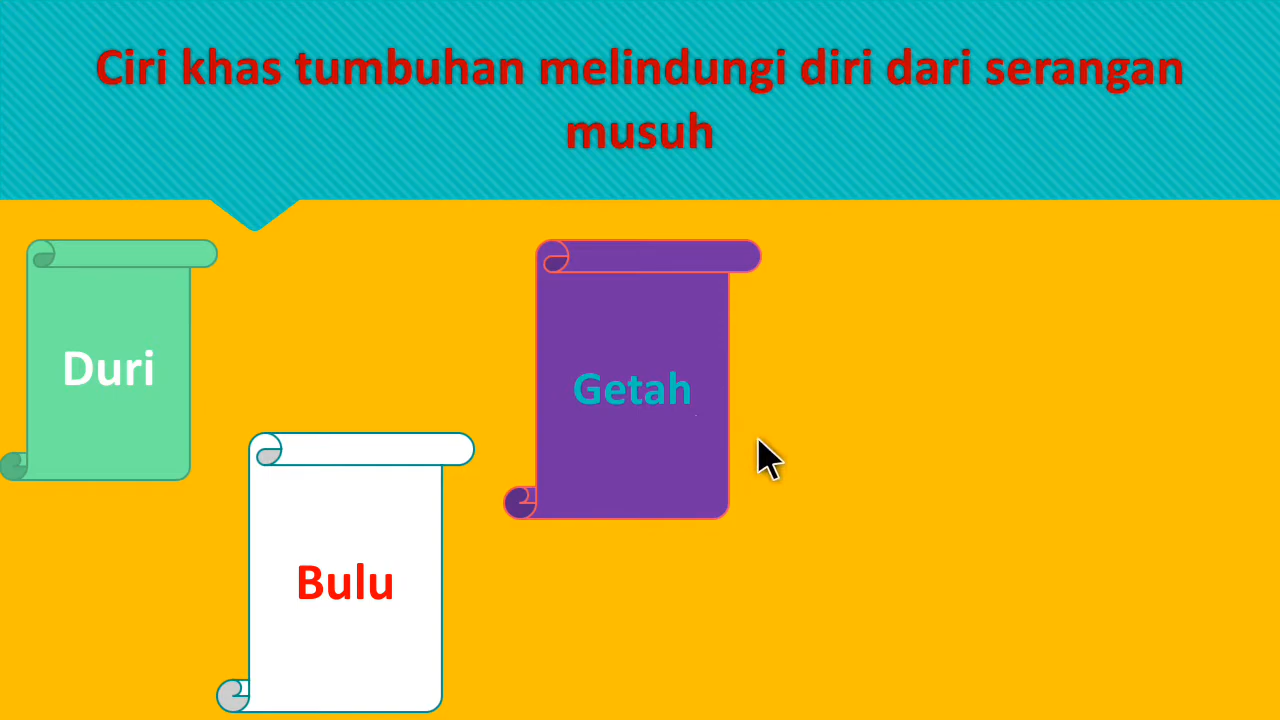 Ciri khas tumbuhan melindungi diri dari serangan
musuh
Duri
Getah
Bulu